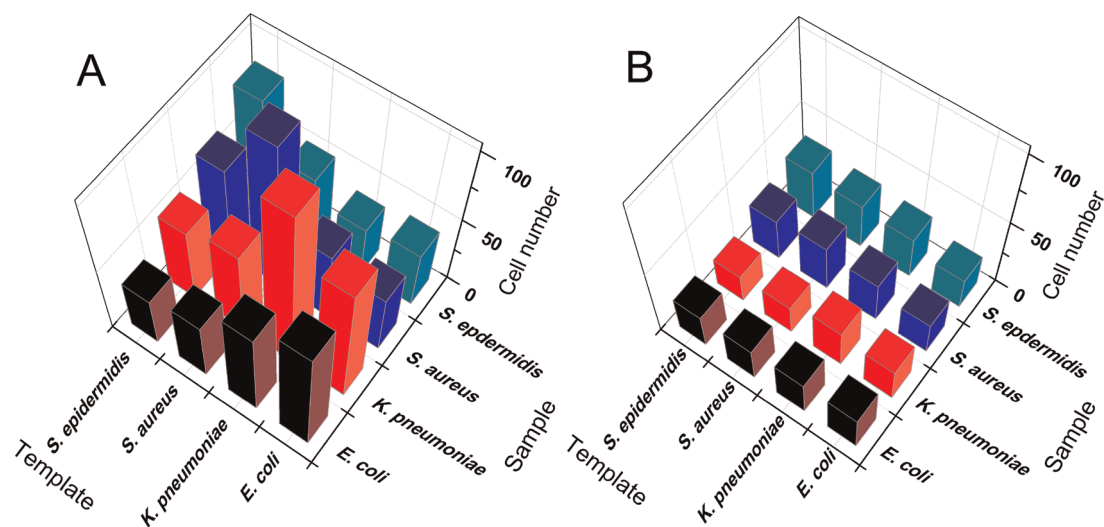 A
100
50
0
Cell number
S. epdermidis
S. aureus
K. pneumoniae
E. coli
Sample
S. epidermidis
S. aureus
K. pneumoniae
E. coli
Template
B
100
50
0
Cell number
S. epdermidis
S. aureus
K. pneumoniae
E. coli
Sample
S. epidermidis
S. aureus
K. pneumoniae
E. coli
Template